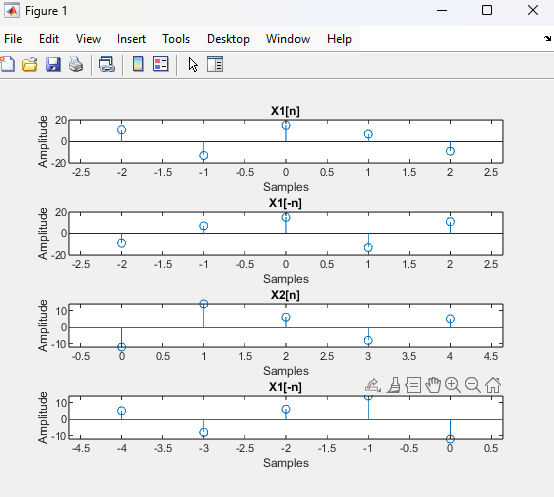 Figure 1
File Edit View Insert Tools Desktop Window Help
X1[n]
20
0
-20
Amplitude
-2.5 -2 -1.5 -1 -0.5 0 0.5 1 1.5 2 2.5
Samples
X1[-n]
20
0
-20
Amplitude
-2.5 -2 -1.5 -1 -0.5 0 0.5 1 1.5 2 2.5
Samples
X2[n]
10
0
-10
Amplitude
-0.5 0 0.5 1 1.5 2 2.5 3 3.5 4 4.5
Samples
X1[-n]
10
0
-10
Amplitude
-4.5 -4 -3.5 -3 -2.5 -2 -1.5 -1 -0.5 0 0.5
Samples